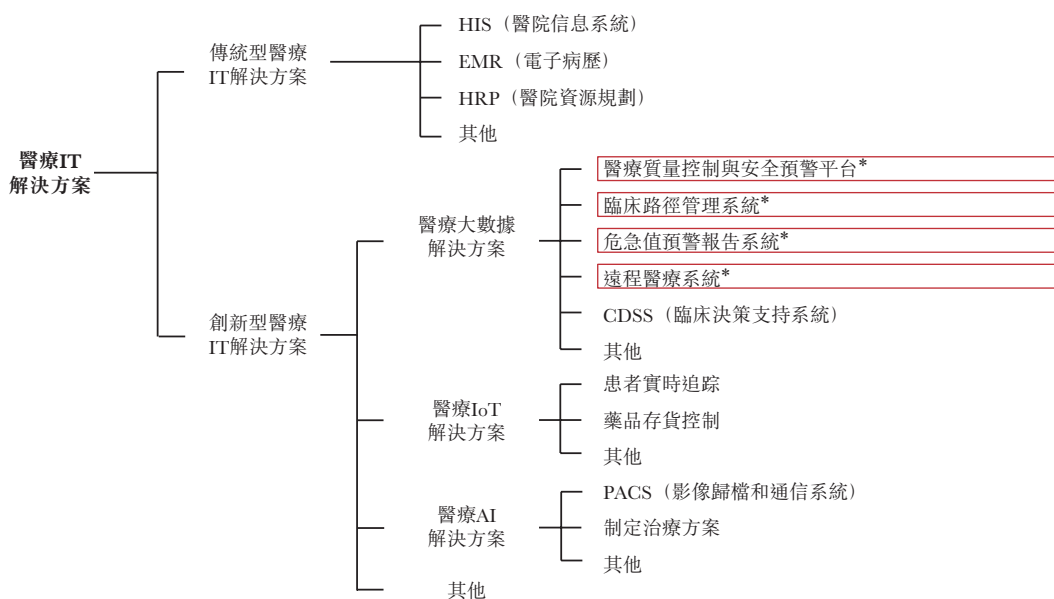 醫療IT
解決方案
傳統型醫療
IT解決方案
HIS（醫院信息系統）
EMR（電子病歷）
HRP（醫院資源規劃）
其他
創新型醫療
IT解決方案
醫療大數據
解決方案
醫療質量控制與安全預警平台*
臨床路徑管理系統*
危急值預警報告系統*
遠程醫療系統*
CDSS（臨床決策支持系統）
其他
醫療IoT
解決方案
患者實時追踪
藥品存貨控制
其他
醫療AI
解決方案
PACS（影像歸檔和通信系統）
制定治療方案
其他
其他